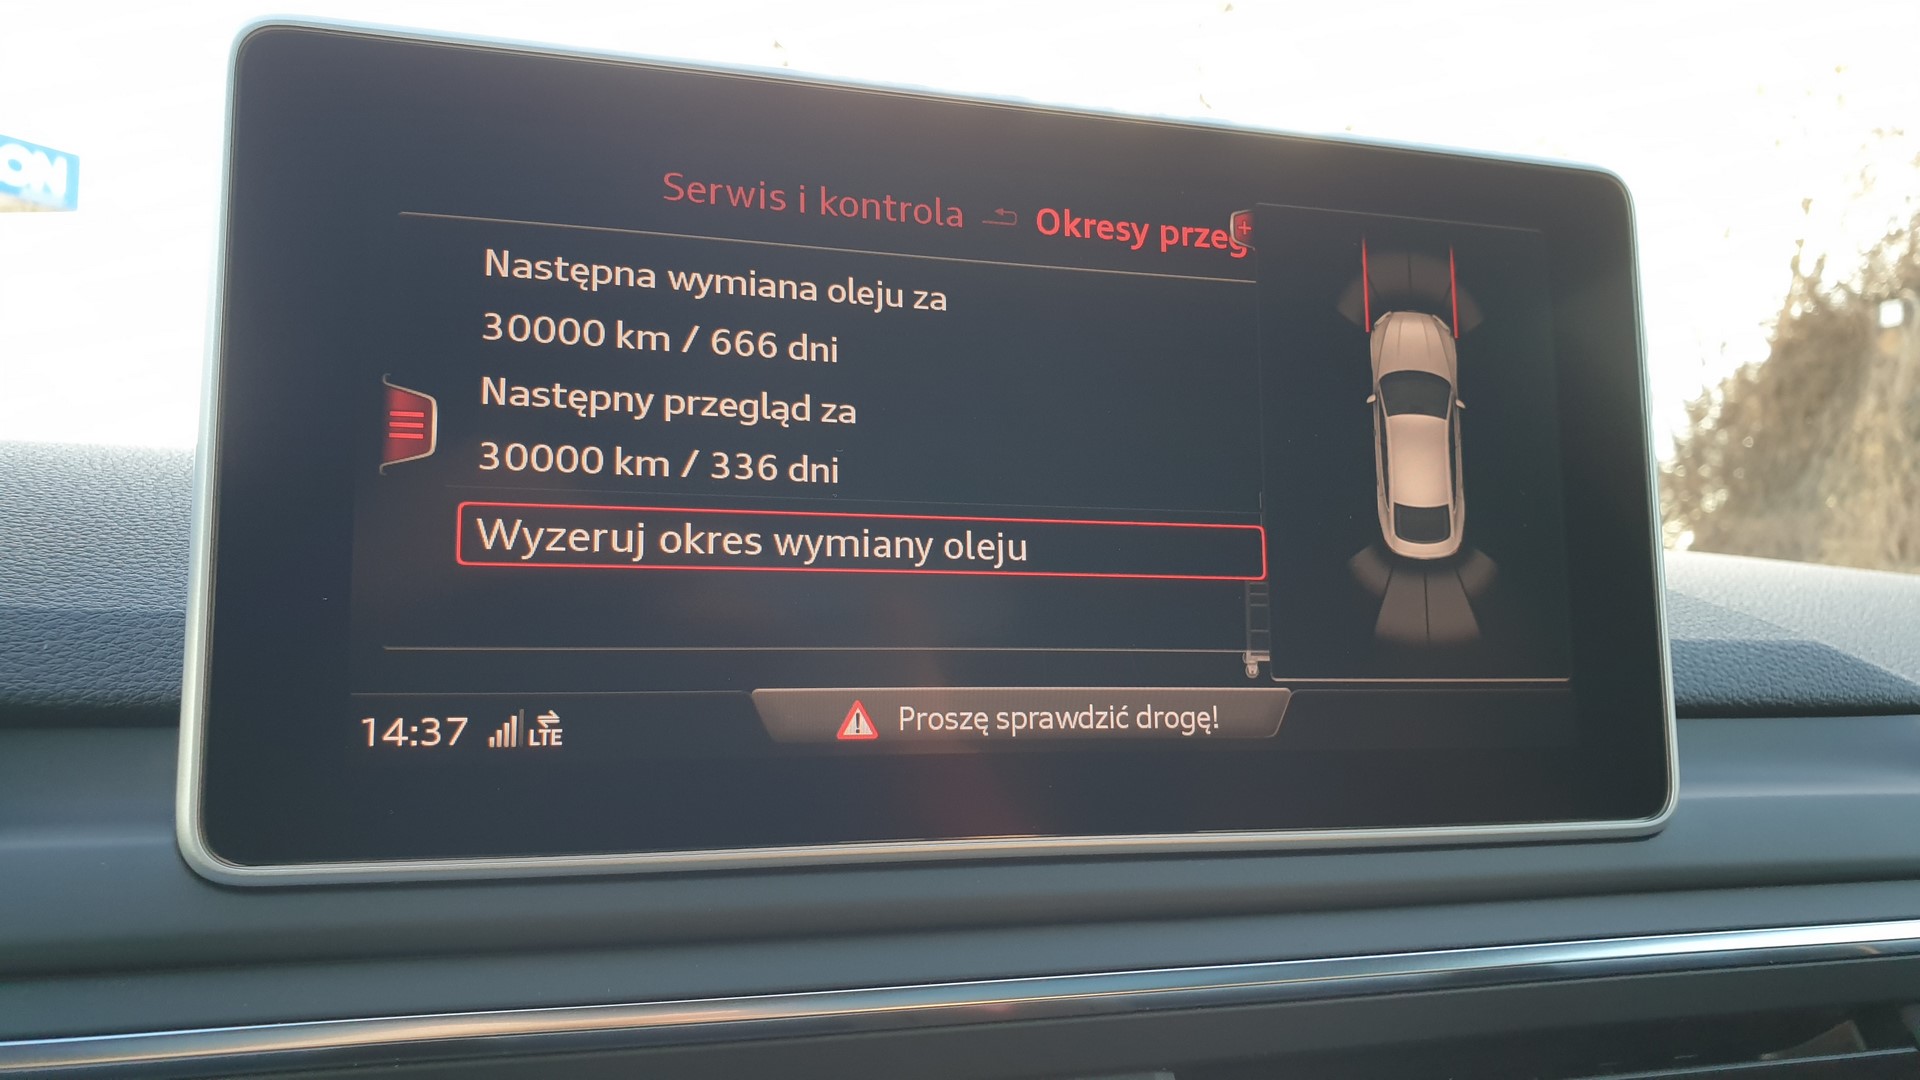 ON
Serwis i kontrola Okresy przeg
Następna wymiana oleju za
30000 km / 666 dni
Następny przegląd za
30000 km / 336 dni
Wyzeruj okres wymiany oleju
14:37 LTE Proszę sprawdzić drogę!